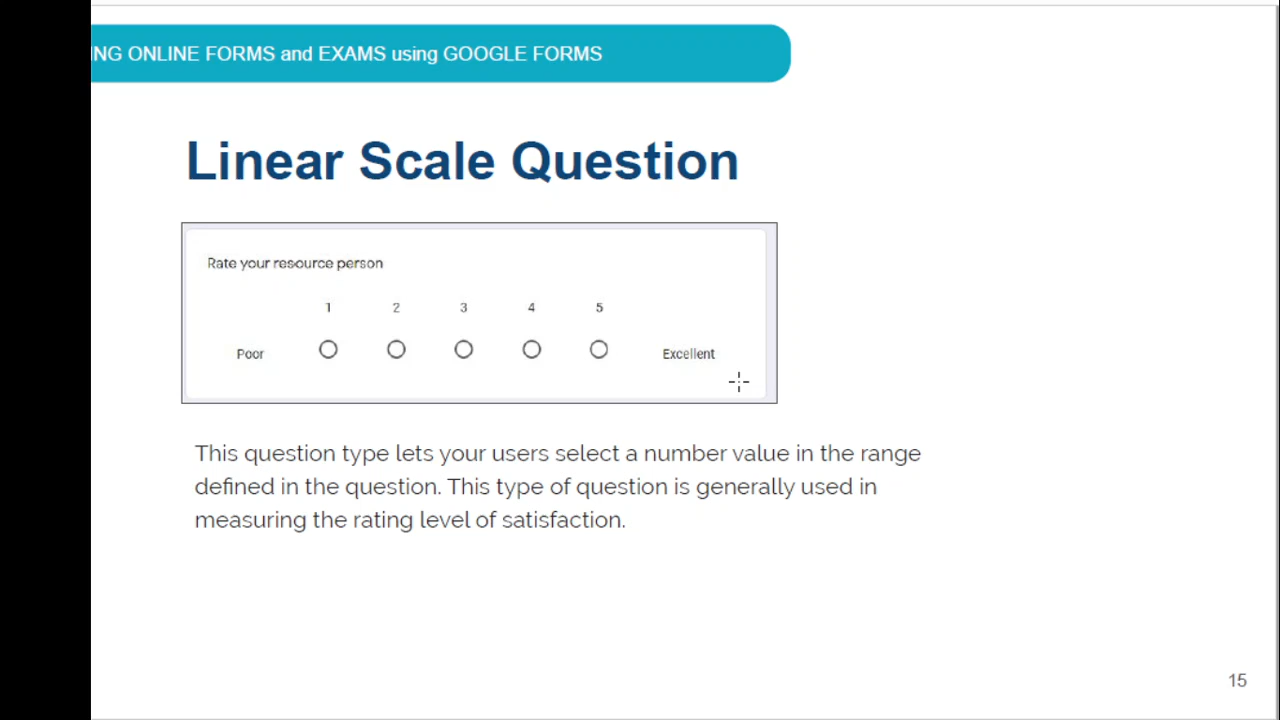 ING ONLINE FORMS and EXAMS using GOOGLE FORMS
Linear Scale Question
Rate your resource person
1 2 3 4 5
Poor Excellent
This question type lets your users select a number value in the range
defined in the question. This type of question is generally used in
measuring the rating level of satisfaction.
15